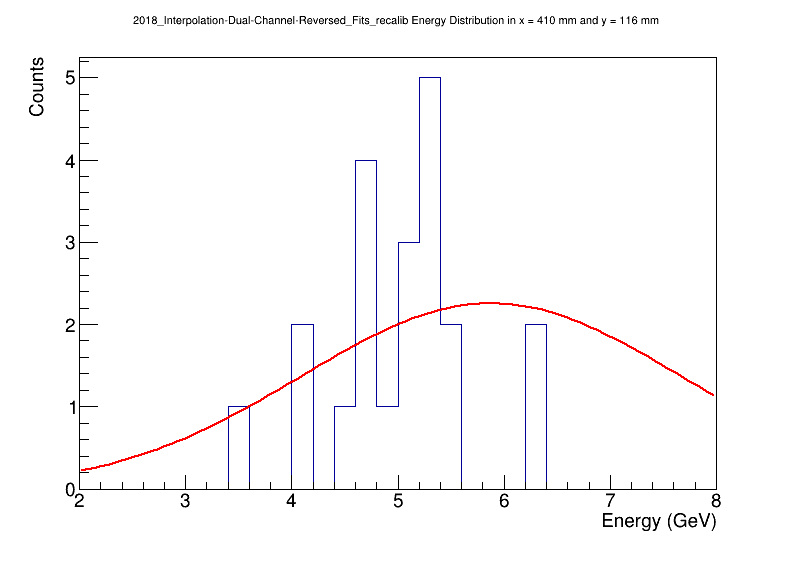 2018_Interpolation-Dual-Channel-Reversed_Fits_recalib Energy Distribution in x = 410 mm and y = 116 mm
Counts
5
4
3
2
1
0
2 3 4 5 6 7 8
Energy (GeV)